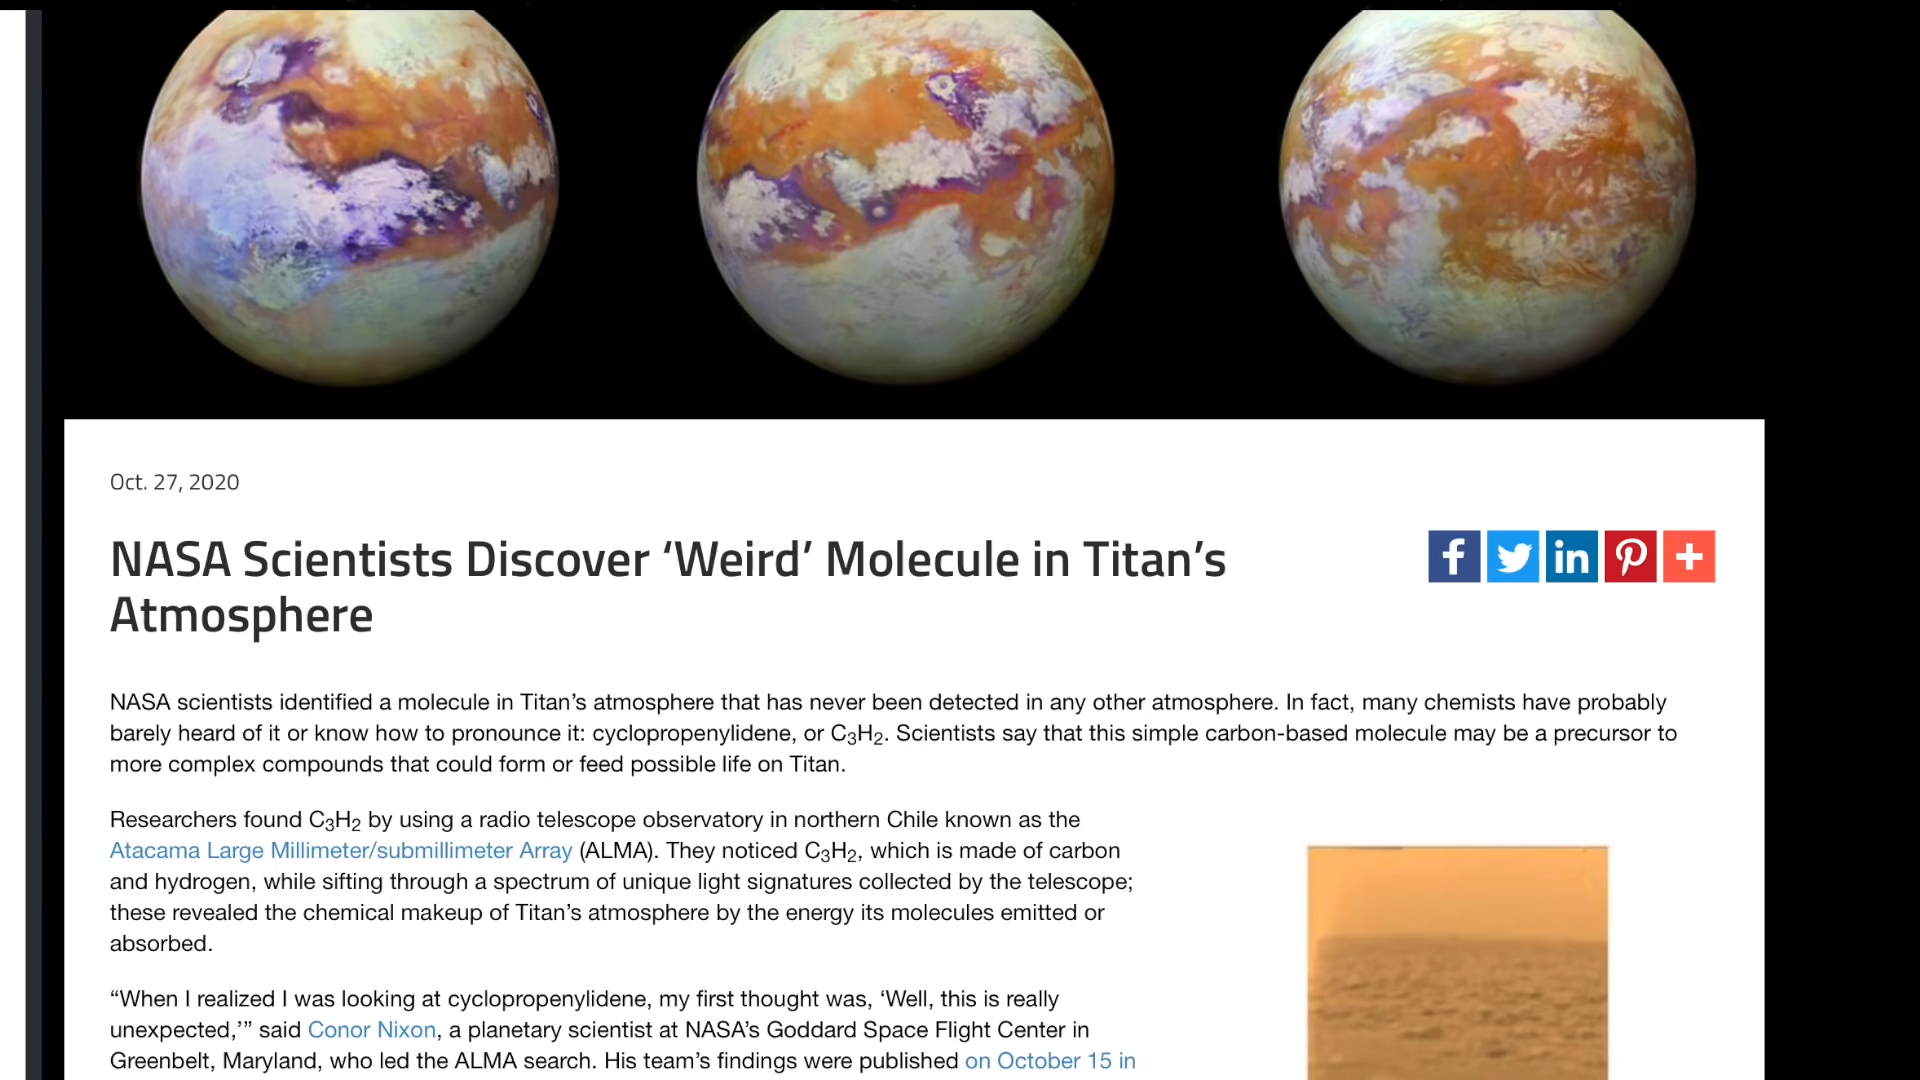 Oct. 27, 2020
NASA Scientists Discover ‘Weird’ Molecule in Titan’s
Atmosphere
NASA scientists identified a molecule in Titan’s atmosphere that has never been detected in any other atmosphere. In fact, many chemists have probably
barely heard of it or know how to pronounce it: cyclopropenylidene, or C₃H₂. Scientists say that this simple carbon-based molecule may be a precursor to
more complex compounds that could form or feed possible life on Titan.
Researchers found C₃H₂ by using a radio telescope observatory in northern Chile known as the
Atacama Large Millimeter/submillimeter Array (ALMA). They noticed C₃H₂, which is made of carbon
and hydrogen, while sifting through a spectrum of unique light signatures collected by the telescope;
these revealed the chemical makeup of Titan’s atmosphere by the energy its molecules emitted or
absorbed.
“When I realized I was looking at cyclopropenylidene, my first thought was, ‘Well, this is really
unexpected,’” said Conor Nixon, a planetary scientist at NASA’s Goddard Space Flight Center in
Greenbelt, Maryland, who led the ALMA search. His team’s findings were published on October 15 in